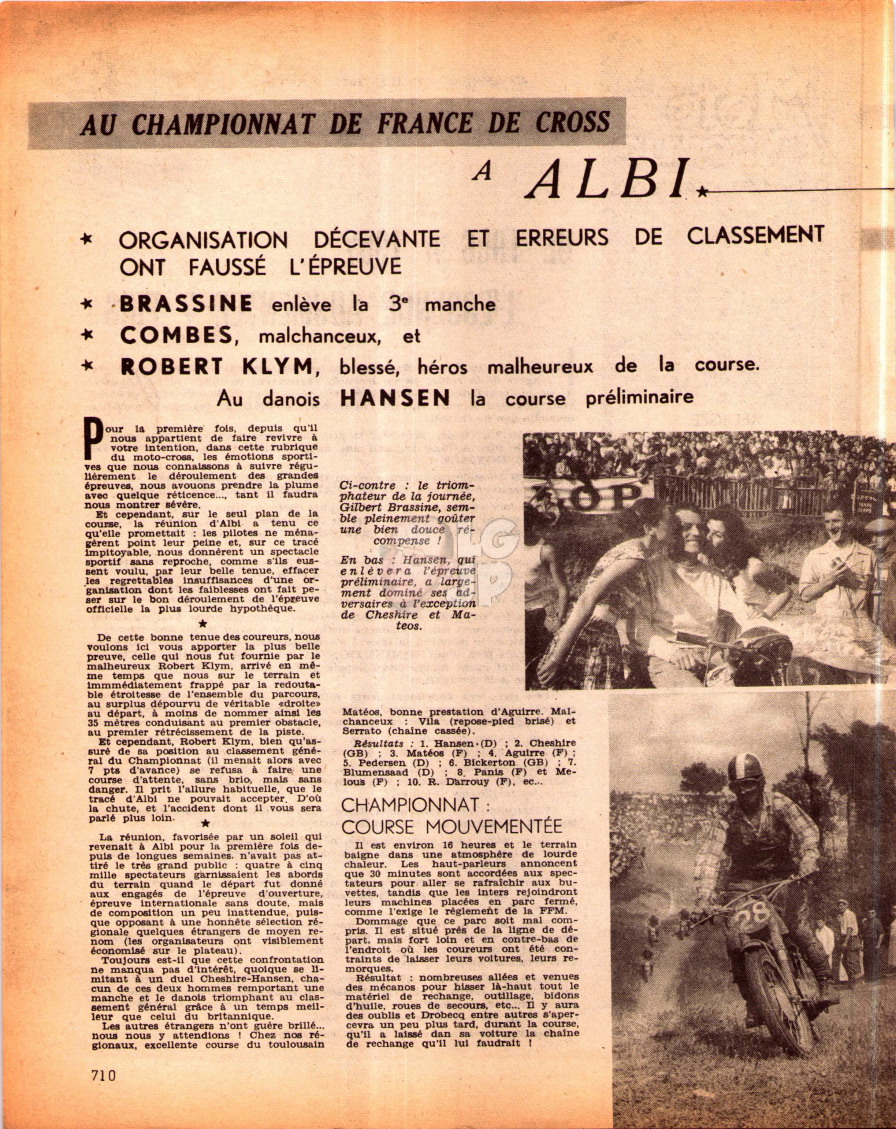 AU CHAMPIONNAT DE FRANCE DE CROSS
A ALBI
★ ORGANISATION DÉCEVANTE ET ERREURS DE CLASSEMENT
ONT FAUSSÉ L'ÉPREUVE
★ BRASSINE enlève la 3e manche
★ COMBES, malchanceux, et
★ ROBERT KLYM, blessé, héros malheureux de la course.
Au danois HANSEN la course préliminaire
Pour la première fois, depuis qu'il
nous appartient de faire revivre à
votre intention, dans cette rubrique
du moto-cross, les émotions sporti-
ves que nous connaissons à suivre régu-
lièrement le déroulement des grandes
épreuves, nous avouons prendre la plume
avec quelque réticence..., tant il faudra
nous montrer sévère.
Et cependant, sur le seul plan de la
course, la réunion d'Albi a tenu ce
qu'elle promettait : les pilotes ne ména-
gèrent point leur peine et, sur ce tracé
impitoyable, nous donnèrent un spectacle
sportif sans reproche, comme s'ils eus-
sent voulu, par leur belle tenue, effacer
les regrettables insuffisances d'une or-
ganisation dont les faiblesses ont fait pe-
ser sur le bon déroulement de l'épreuve
officielle la plus lourde hypothèque.
★
De cette bonne tenue des coureurs, nous
voulons ici vous apporter la plus belle
preuve, celle qui nous fut fournie par le
malheureux Robert Klym, arrivé en mê-
me temps que nous sur le terrain et
immmédiatement frappé par la redouta-
ble étroitesse de l'ensemble du parcours,
au surplus dépourvu de véritable «droite»
au départ, à moins de nommer ainsi les
35 mètres conduisant au premier obstacle,
au premier rétrécissement de la piste.
Et cependant, Robert Klym, bien qu'as-
suré de sa position au classement géné-
ral du Championnat (il menait alors avec
7 pts d'avance) se refusa à faire une
course d'attente, sans brio, mais sans
danger. Il prit l'allure habituelle, que le
tracé d'Albi ne pouvait accepter. D'où
la chute, et l'accident dont il vous sera
parlé plus loin.
★
La réunion, favorisée par un soleil qui
revenait à Albi pour la première fois de-
puis de longues semaines, n'avait pas at-
tiré le très grand public : quatre à cinq
mille spectateurs garnissaient les abords
du terrain quand le départ fut donné
aux engagés de l'épreuve d'ouverture,
épreuve internationale sans doute, mais
de composition un peu inattendue, puis-
que opposant à une honnête sélection ré-
gionale quelques étrangers de moyen re-
nom (les organisateurs ont visiblement
économisé sur le plateau).
Toujours est-il que cette confrontation
ne manqua pas d'intérêt, quoique se li-
mitant à un duel Cheshire-Hansen, cha-
cun de ces deux hommes remportant une
manche et le danois triomphant au clas-
sement général grâce à un temps meil-
leur que celui du britannique.
Les autres étrangers n'ont guère brillé...
nous nous y attendions ! Chez nos ré-
gionaux, excellente course du toulousain
710
Ci-contre : le triom-
phateur de la journée,
Gilbert Brassine, sem-
ble pleinement goûter
une bien douce ré-
compense !
En bas : Hansen, qui
enlèvera l'épreuve
préliminaire, a large-
ment dominé ses ad-
versaires à l'exception
de Cheshire et Ma-
teos.
Matéos, bonne prestation d'Aguirre. Mal-
chanceux : Vila (repose-pied brisé) et
Serrato (chaîne cassée).
Résultats : 1. Hansen (D) ; 2. Cheshire
(GB) ; 3. Matéos (F) ; 4. Aguirre (F) ;
5. Pedersen (D) ; 6. Bickerton (GB) ; 7.
Blumensaad (D) ; 8. Panis (F) et Me-
lous (F) ; 10. R. Darrouy (F), ec...
CHAMPIONNAT :
COURSE MOUVEMENTÉE
Il est environ 16 heures et le terrain
baigne dans une atmosphère de lourde
chaleur. Les haut-parleurs annoncent
que 30 minutes sont accordées aux spec-
tateurs pour aller se rafraîchir aux bu-
vettes, tandis que les inters rejoindront
leurs machines placées en parc fermé,
comme l'exige le règlement de la FFM.
Dommage que ce parc soit mal com-
pris. Il est situé près de la ligne de dé-
part, mais fort loin et en contre-bas de
l'endroit où les coureurs ont été con-
traints de laisser leurs voitures, leurs re-
morques.
Résultat : nombreuses allées et venues
des mécanos pour hisser là-haut tout le
matériel de rechange, outillage, bidons
d'huile, roues de secours, etc... Il y aura
des oublis et Drobecq entre autres s'aper-
cevra un peu plus tard, durant la course,
qu'il a laissé dan sa voiture la chaîne
de rechange qu'il lui faudrait !
ZOP
28